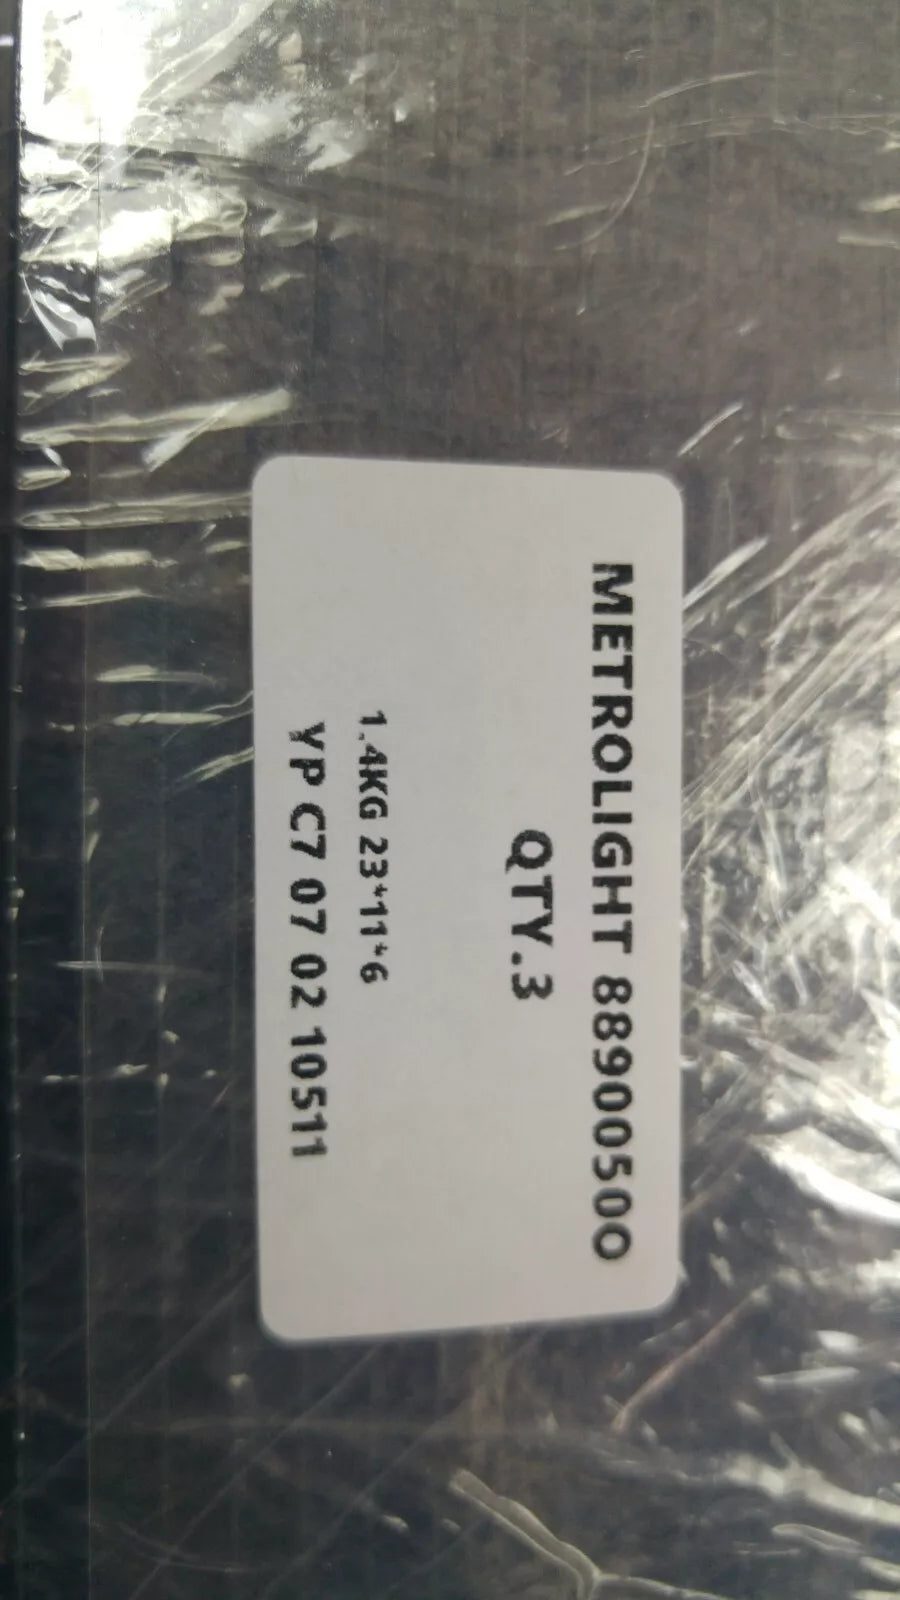 METROLIGHT 88900500
QTY.3
1.4KG 23*11*6
YP C7 07 02 10511